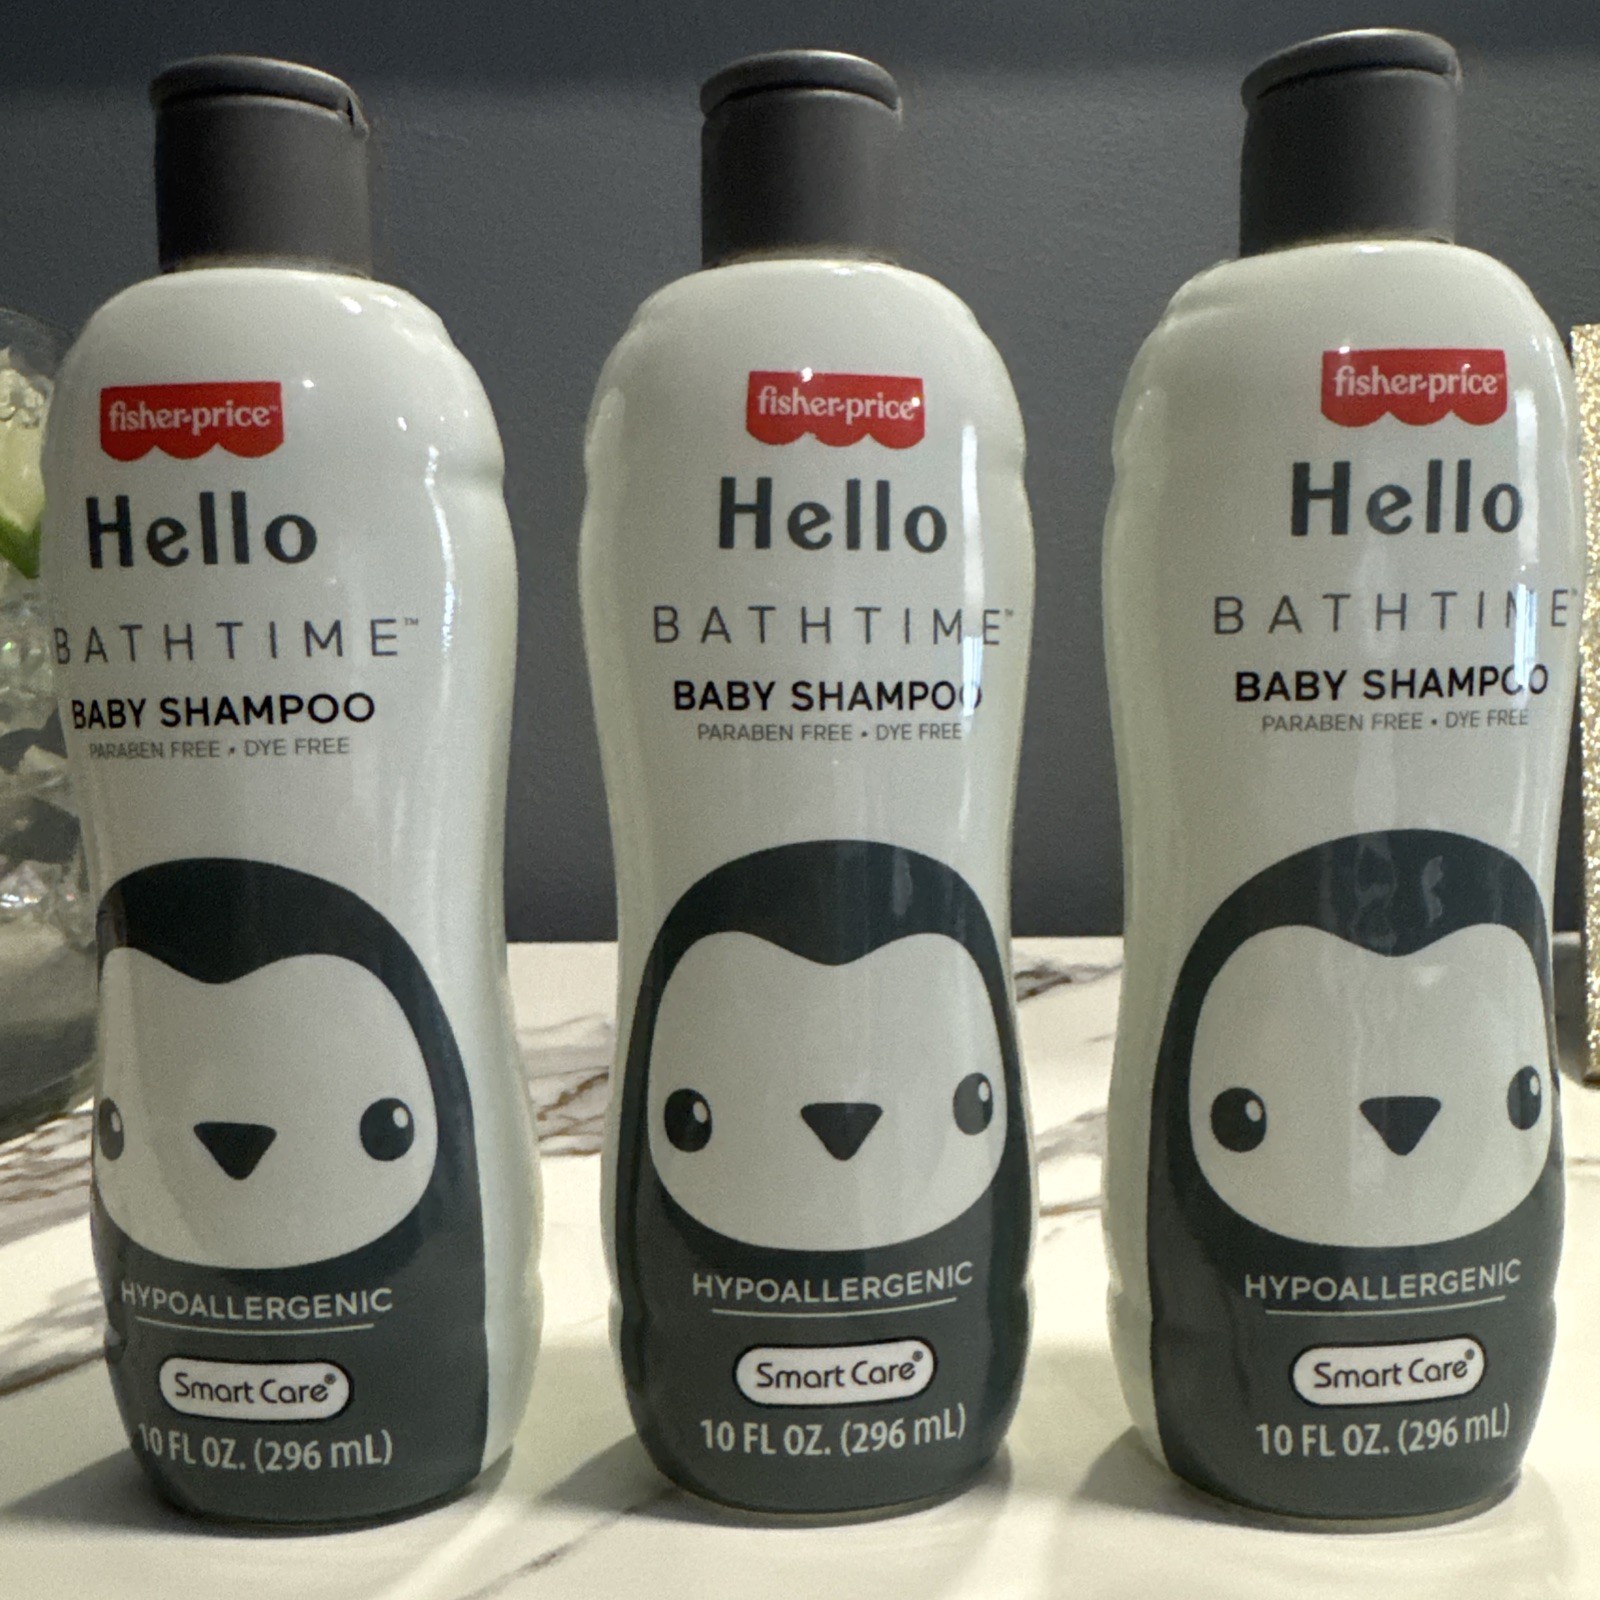 fisher-price™
Hello
BATHTIME™
BABY SHAMPOO
PARABEN FREE • DYE FREE
HYPOALLERGENIC
Smart Care®
10 FL OZ. (296 mL)
fisher-price
Hello
BATHTIME™
BABY SHAMPOO
PARABEN FREE • DYE FREE
HYPOALLERGENIC
Smart Care®
10 FL OZ. (296 mL)
fisher-price™
Hello
BATHTIME™
BABY SHAMPOO
PARABEN FREE • DYE FREE
HYPOALLERGENIC
Smart Care®
10 FL OZ. (296 mL)